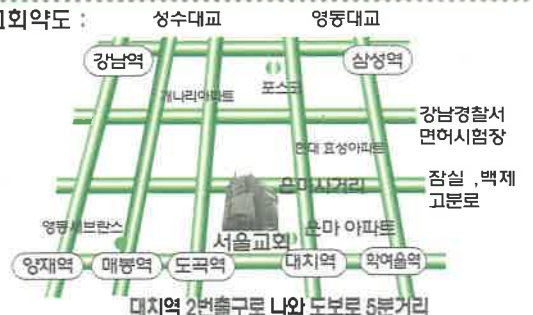 회약도 :
성수대교 영동대교
강남역 삼성역
포스코
개나리아파트
강남경찰서
면허시험장
현대 효성아파트
은마사거리
잠실 ,백제
고분로
영동세브란스
서울교회 은마 아파트
양재역 매봉역 도곡역 대치역 학여울역
대치역 2번출구로 나와 도보로 5분거리